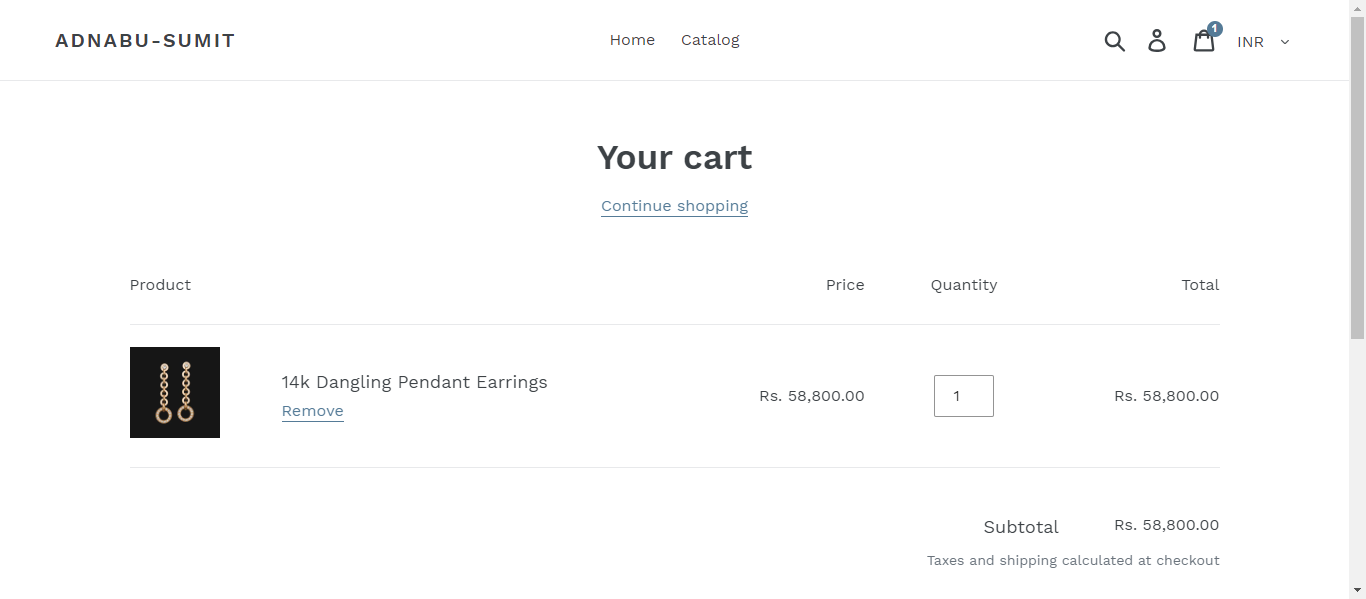 ADNABU-SUMIT
Home Catalog
1
INR
Your cart
Continue shopping
Product Price Quantity Total
14k Dangling Pendant Earrings
Remove
Rs. 58,800.00 1 Rs. 58,800.00
Subtotal Rs. 58,800.00
Taxes and shipping calculated at checkout